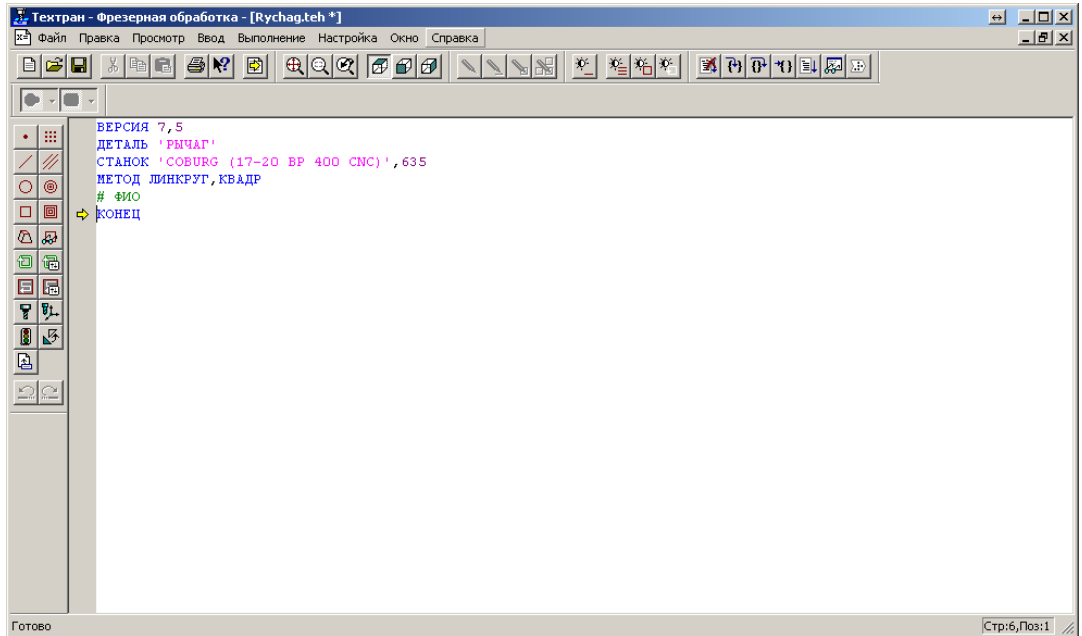 Техтран - Фрезерная обработка - [Rychag.teh *]
Файл Правка Просмотр Ввод Выполнение Настройка Окно Справка
ВЕРСИЯ 7,5
ДЕТАЛЬ 'РЫЧАГ'
СТАНОК 'COBURG (17-20 BP 400 CNC)',635
МЕТОД ЛИНКРУГ,КВАДР
# ФИО
КОНЕЦ
Готово
Стр:6,Поз:1